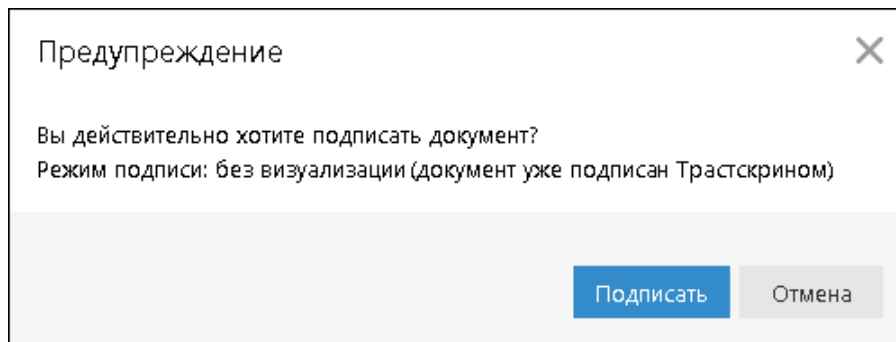 Предупреждение
Вы действительно хотите подписать документ?
Режим подписи: без визуализации (документ уже подписан Трастскрином)
Подписать Отмена